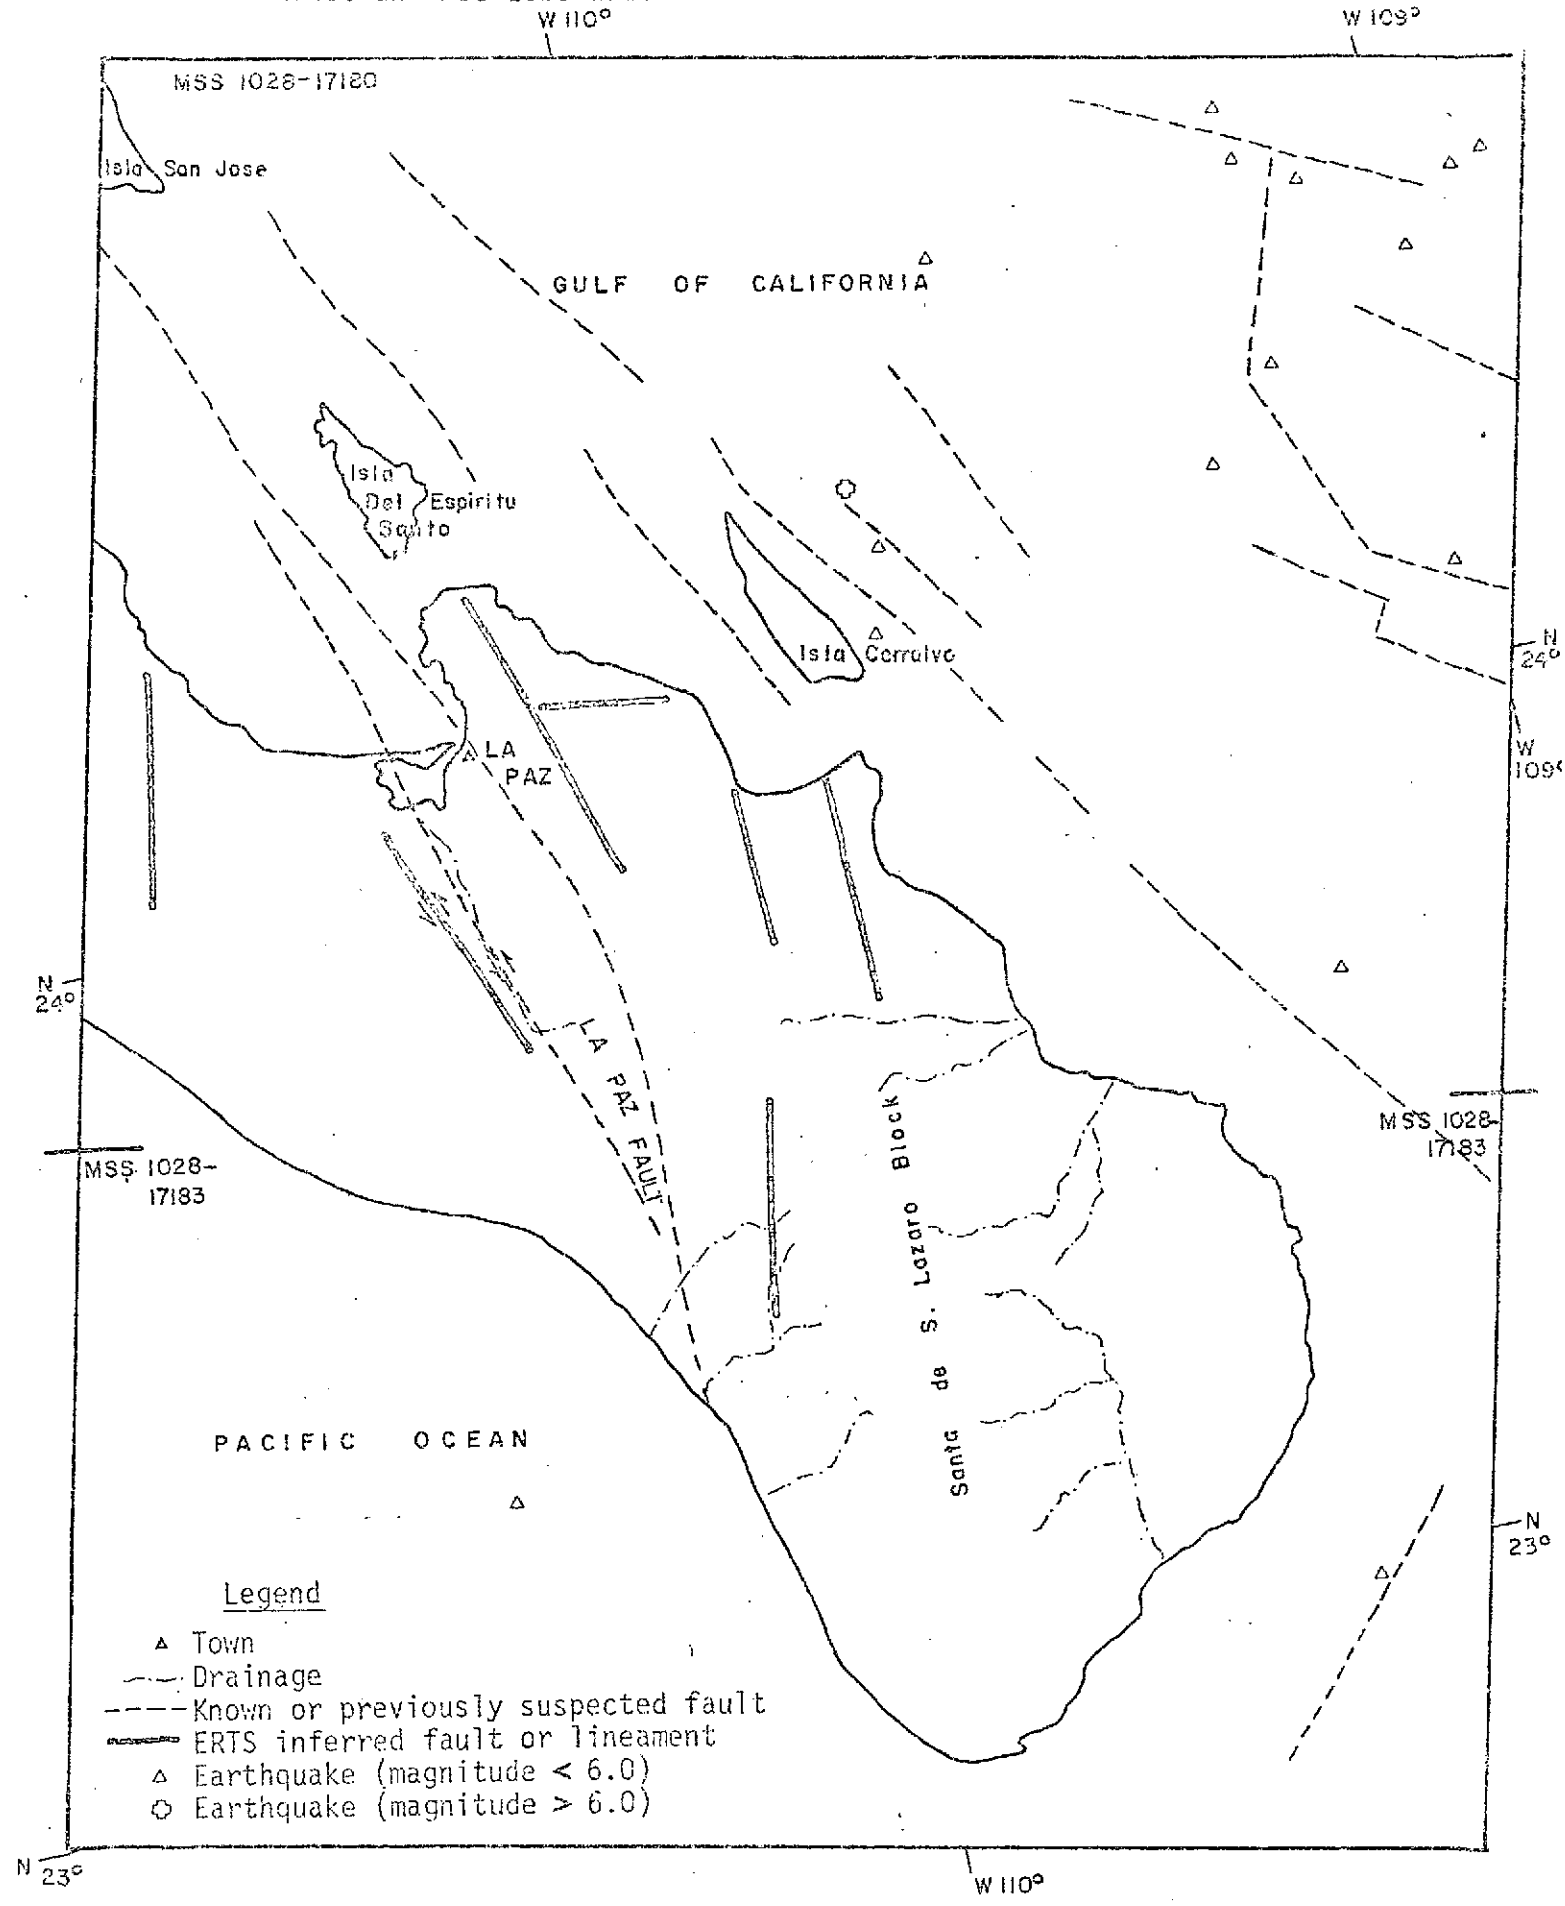 W 110°
W 109°
MSS 1028-17180
Isla San Jose
GULF OF CALIFORNIA
Isla
Del Espiritu
Santo
Isla Cerralvo
N
24°
W
109°
LA
PAZ
N
24°
LA PAZ FAULT
Santa de S. Lazaro Block
MSS 1028-
17183
MSS 1028-
17183
PACIFIC OCEAN
N
23°
Legend
Town
Drainage
Known or previously suspected fault
ERTS inferred fault or lineament
Earthquake (magnitude < 6.0)
Earthquake (magnitude > 6.0)
N 23°
W 110°